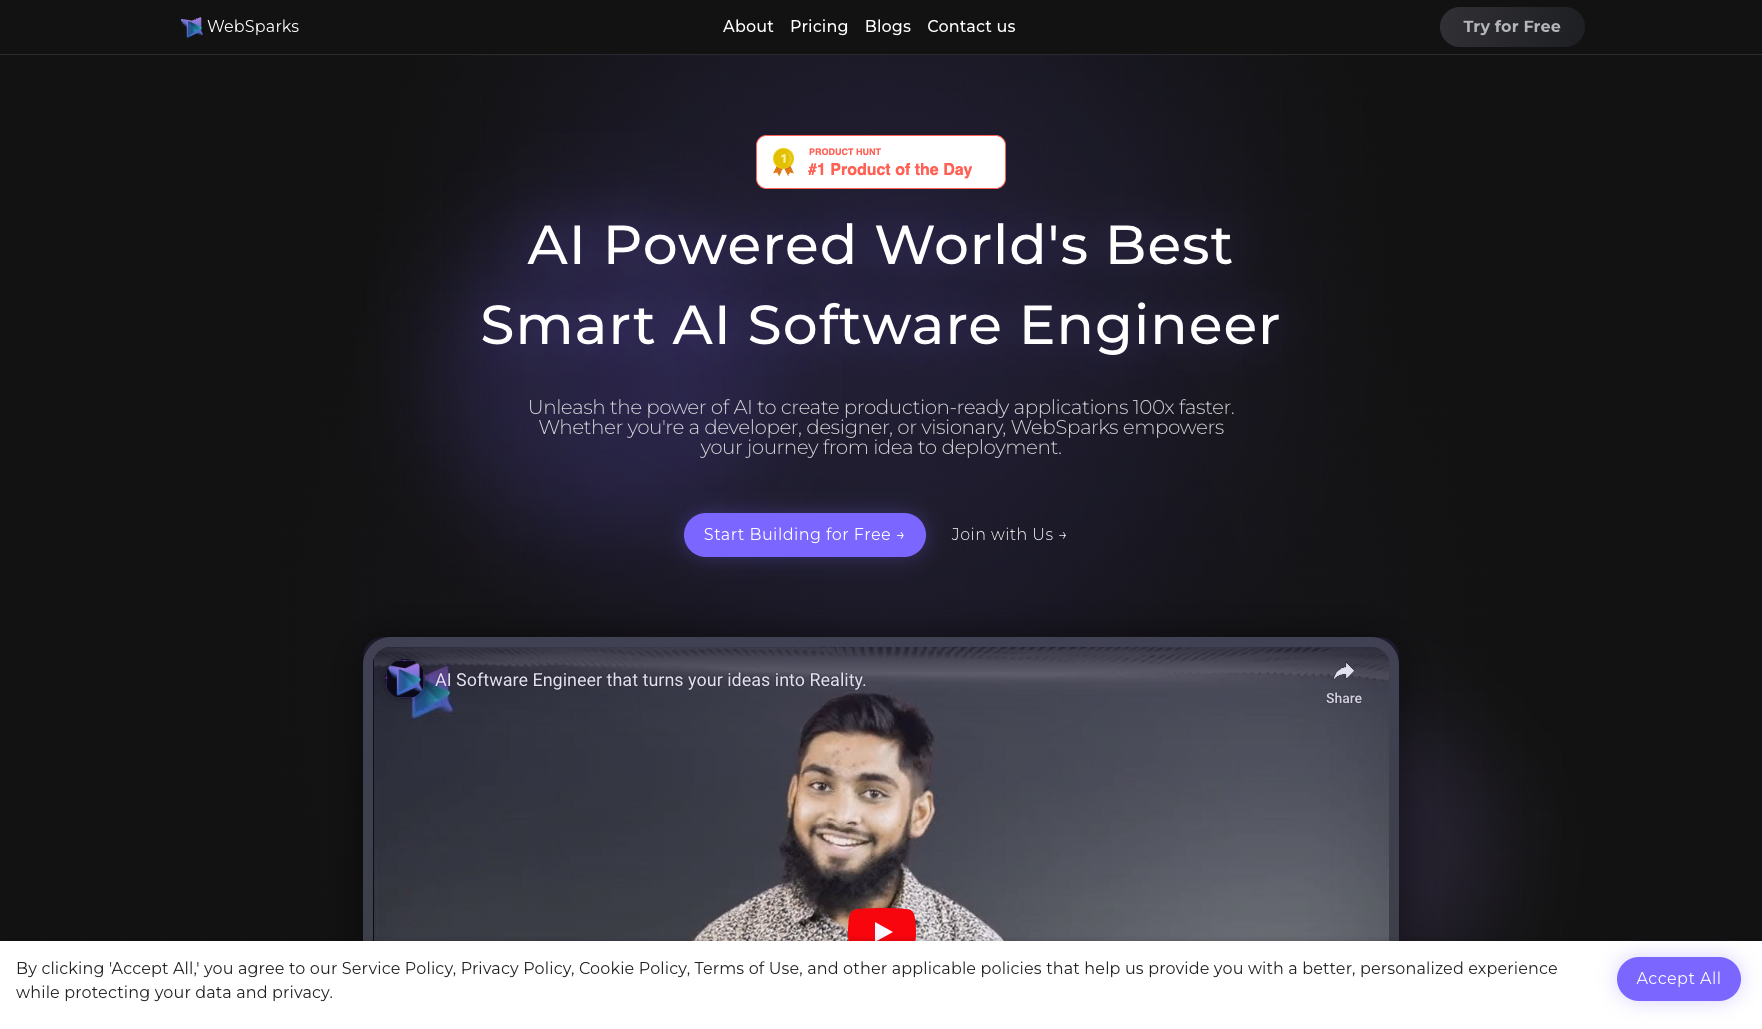 WebSparks
About
Pricing
Blogs
Contact us
Try for Free
1
PRODUCT HUNT
#1 Product of the Day
AI Powered World's Best
Smart AI Software Engineer
Unleash the power of AI to create production-ready applications 100x faster.
Whether you're a developer, designer, or visionary, WebSparks empowers
your journey from idea to deployment.
Start Building for Free →
Join with Us →
AI Software Engineer that turns your ideas into Reality.
Share
By clicking 'Accept All,' you agree to our Service Policy, Privacy Policy, Cookie Policy, Terms of Use, and other applicable policies that help us provide you with a better, personalized experience
while protecting your data and privacy.
Accept All